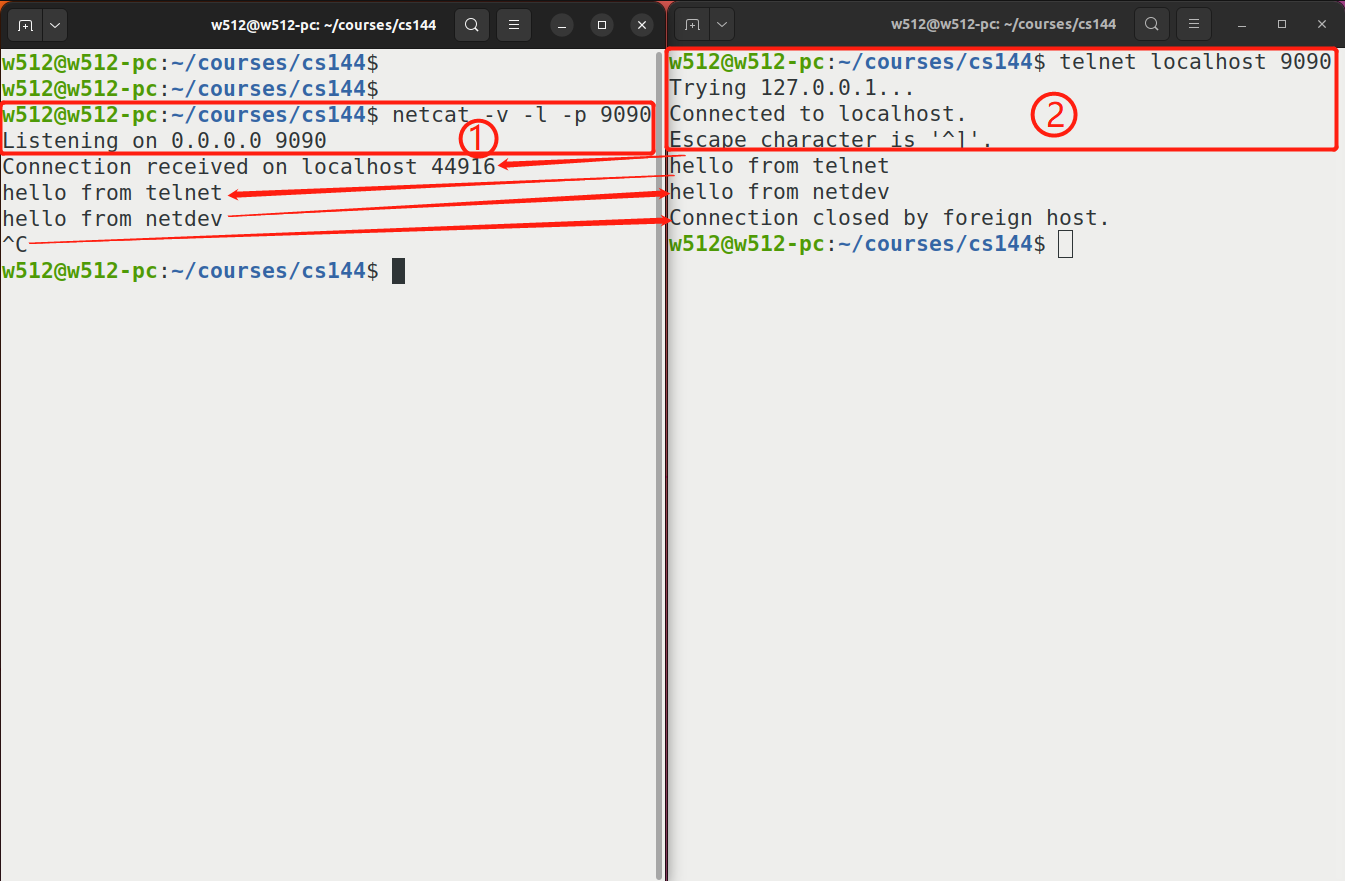 w512@w512-pc: ~/courses/cs144
w512@w512-pc:~/courses/cs144$
w512@w512-pc:~/courses/cs144$
w512@w512-pc:~/courses/cs144$ netcat -v -l -p 9090
①
Listening on 0.0.0.0 9090
Connection received on localhost 44916
hello from telnet
hello from netdev
^C
w512@w512-pc:~/courses/cs144$
w512@w512-pc: ~/courses/cs144
w512@w512-pc:~/courses/cs144$ telnet localhost 9090
Trying 127.0.0.1...
Connected to localhost.
②
Escape character is '^]'.
hello from telnet
hello from netdev
Connection closed by foreign host.
w512@w512-pc:~/courses/cs144$